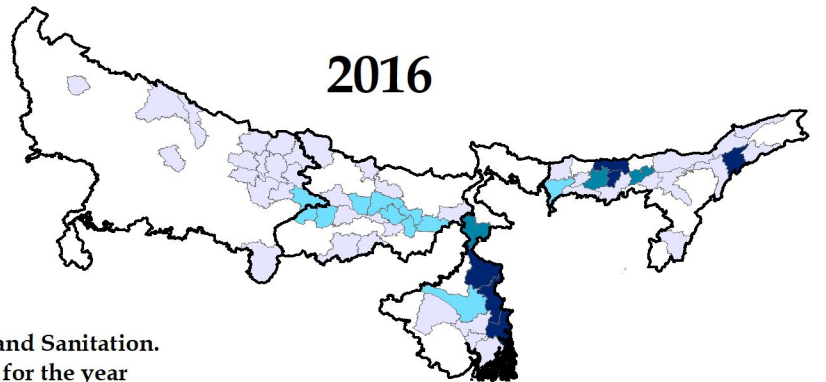 2016
and Sanitation.
for the year